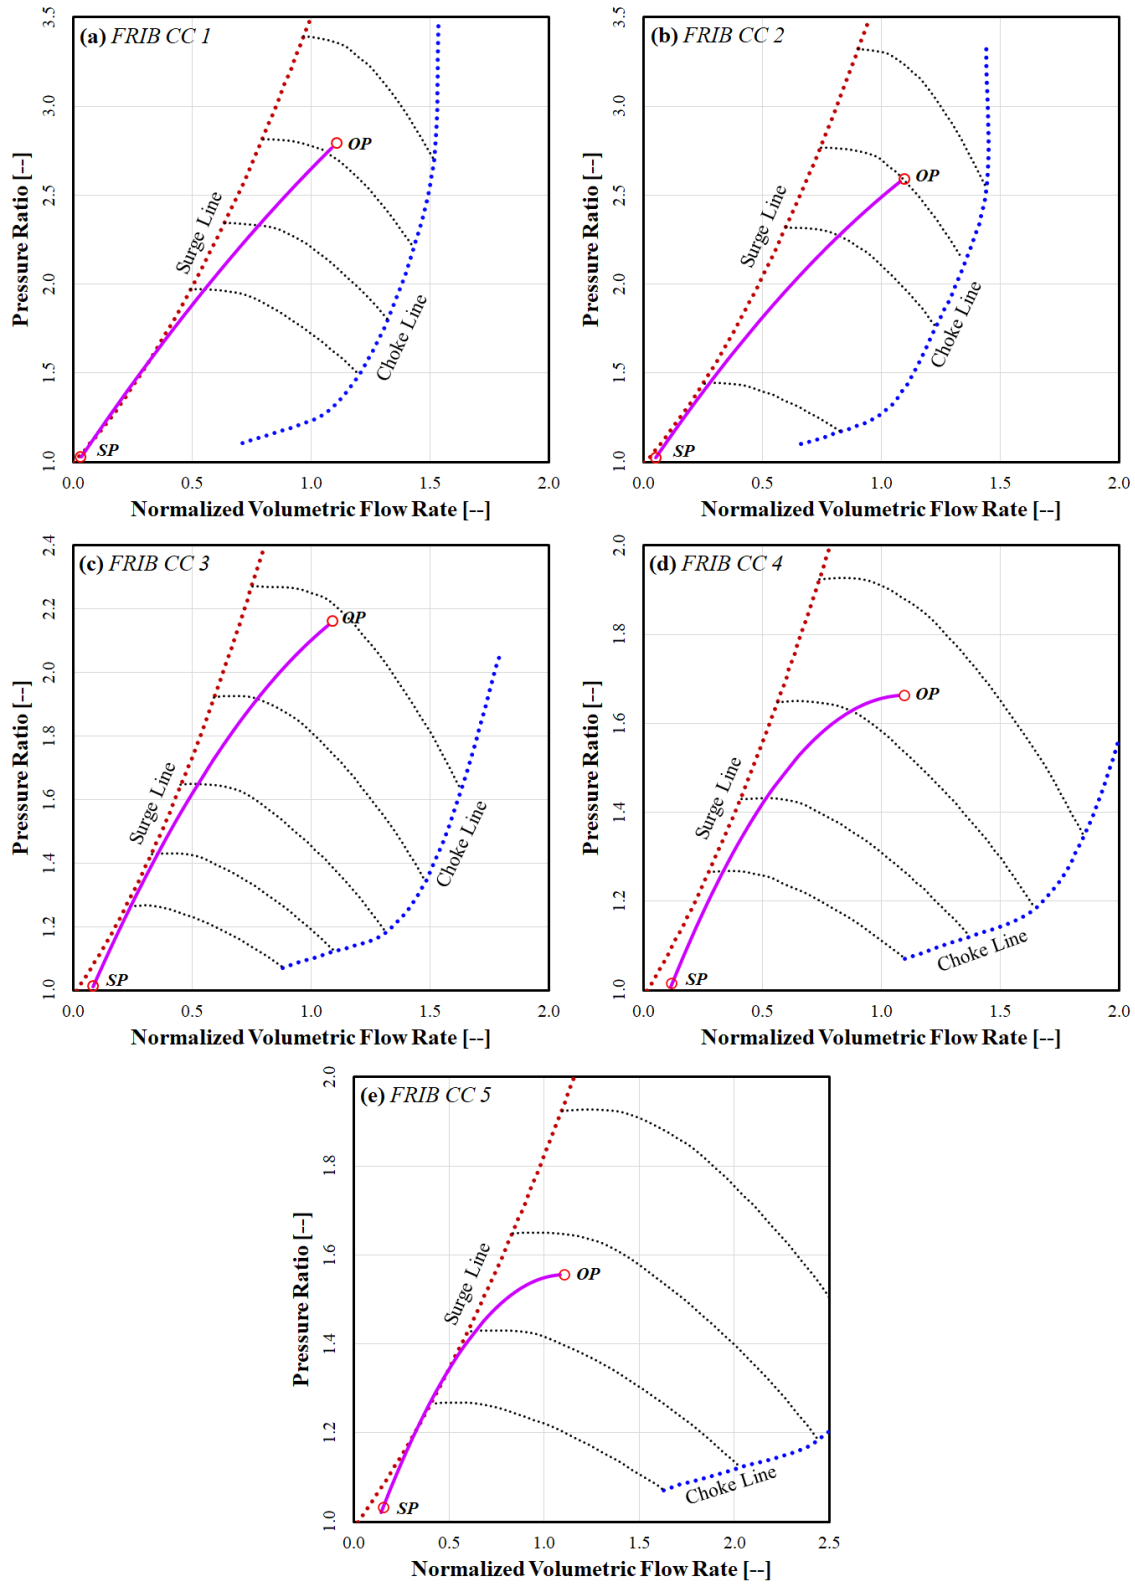 (a) FRIB CC 1
Pressure Ratio [--]
3.5
3.0
2.5
2.0
1.5
1.0
Surge Line
Choke Line
OP
SP
0.0 0.5 1.0 1.5 2.0
Normalized Volumetric Flow Rate [--]
(b) FRIB CC 2
Pressure Ratio [--]
3.5
3.0
2.5
2.0
1.5
1.0
Surge Line
Choke Line
OP
SP
0.0 0.5 1.0 1.5 2.0
Normalized Volumetric Flow Rate [--]
(c) FRIB CC 3
Pressure Ratio [--]
2.4
2.2
2.0
1.8
1.6
1.4
1.2
1.0
Surge Line
Choke Line
OP
SP
0.0 0.5 1.0 1.5 2.0
Normalized Volumetric Flow Rate [--]
(d) FRIB CC 4
Pressure Ratio [--]
2.0
1.8
1.6
1.4
1.2
1.0
Surge Line
Choke Line
OP
SP
0.0 0.5 1.0 1.5 2.0
Normalized Volumetric Flow Rate [--]
(e) FRIB CC 5
Pressure Ratio [--]
2.0
1.8
1.6
1.4
1.2
1.0
Surge Line
Choke Line
OP
SP
0.0 0.5 1.0 1.5 2.0 2.5
Normalized Volumetric Flow Rate [--]